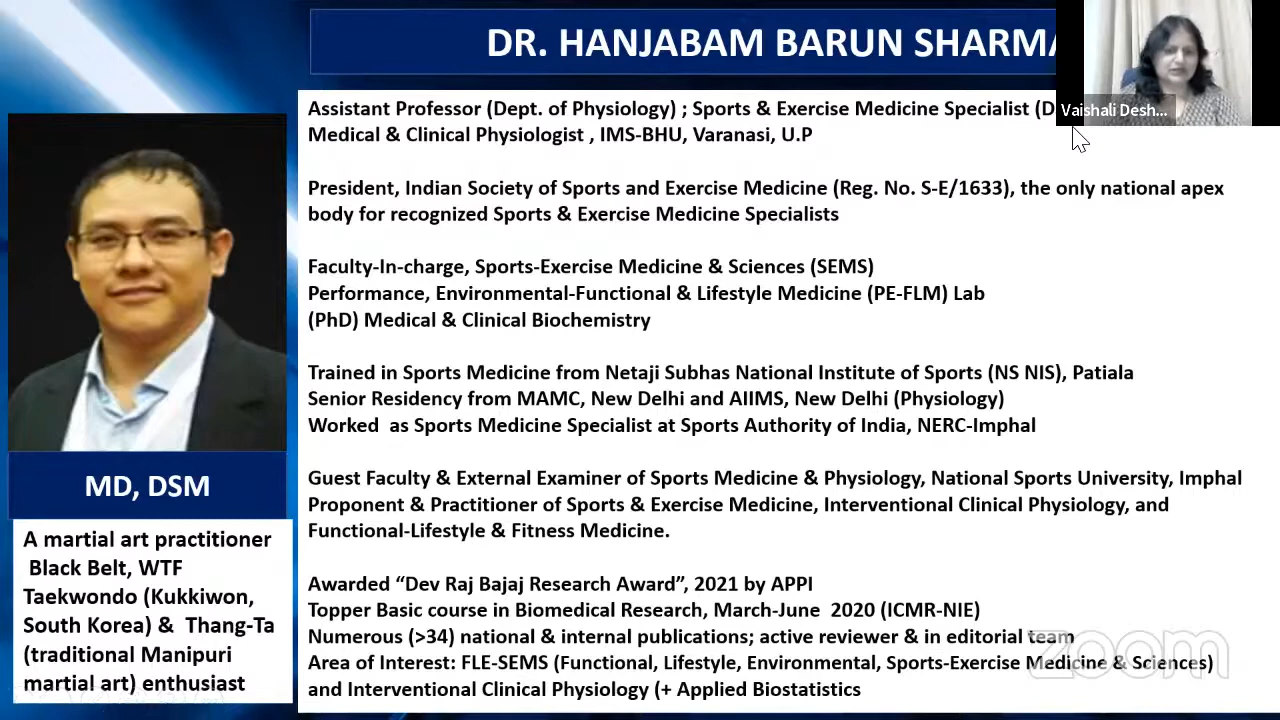 DR. HANJABAM BARUN SHARMA
Vaishali Desh...
Assistant Professor (Dept. of Physiology) ; Sports & Exercise Medicine Specialist (D
Medical & Clinical Physiologist , IMS-BHU, Varanasi, U.P
President, Indian Society of Sports and Exercise Medicine (Reg. No. S-E/1633), the only national apex
body for recognized Sports & Exercise Medicine Specialists
Faculty-In-charge, Sports-Exercise Medicine & Sciences (SEMS)
Performance, Environmental-Functional & Lifestyle Medicine (PE-FLM) Lab
(PhD) Medical & Clinical Biochemistry
Trained in Sports Medicine from Netaji Subhas National Institute of Sports (NS NIS), Patiala
Senior Residency from MAMC, New Delhi and AIIMS, New Delhi (Physiology)
Worked as Sports Medicine Specialist at Sports Authority of India, NERC-Imphal
Guest Faculty & External Examiner of Sports Medicine & Physiology, National Sports University, Imphal
Proponent & Practitioner of Sports & Exercise Medicine, Interventional Clinical Physiology, and
Functional-Lifestyle & Fitness Medicine.
Awarded “Dev Raj Bajaj Research Award”, 2021 by APPI
Topper Basic course in Biomedical Research, March-June 2020 (ICMR-NIE)
Numerous (>34) national & internal publications; active reviewer & in editorial team
Area of Interest: FLE-SEMS (Functional, Lifestyle, Environmental, Sports-Exercise Medicine & Sciences)
and Interventional Clinical Physiology (+ Applied Biostatistics
MD, DSM
A martial art practitioner
Black Belt, WTF
Taekwondo (Kukkiwon,
South Korea) & Thang-Ta
(traditional Manipuri
martial art) enthusiast
zoom